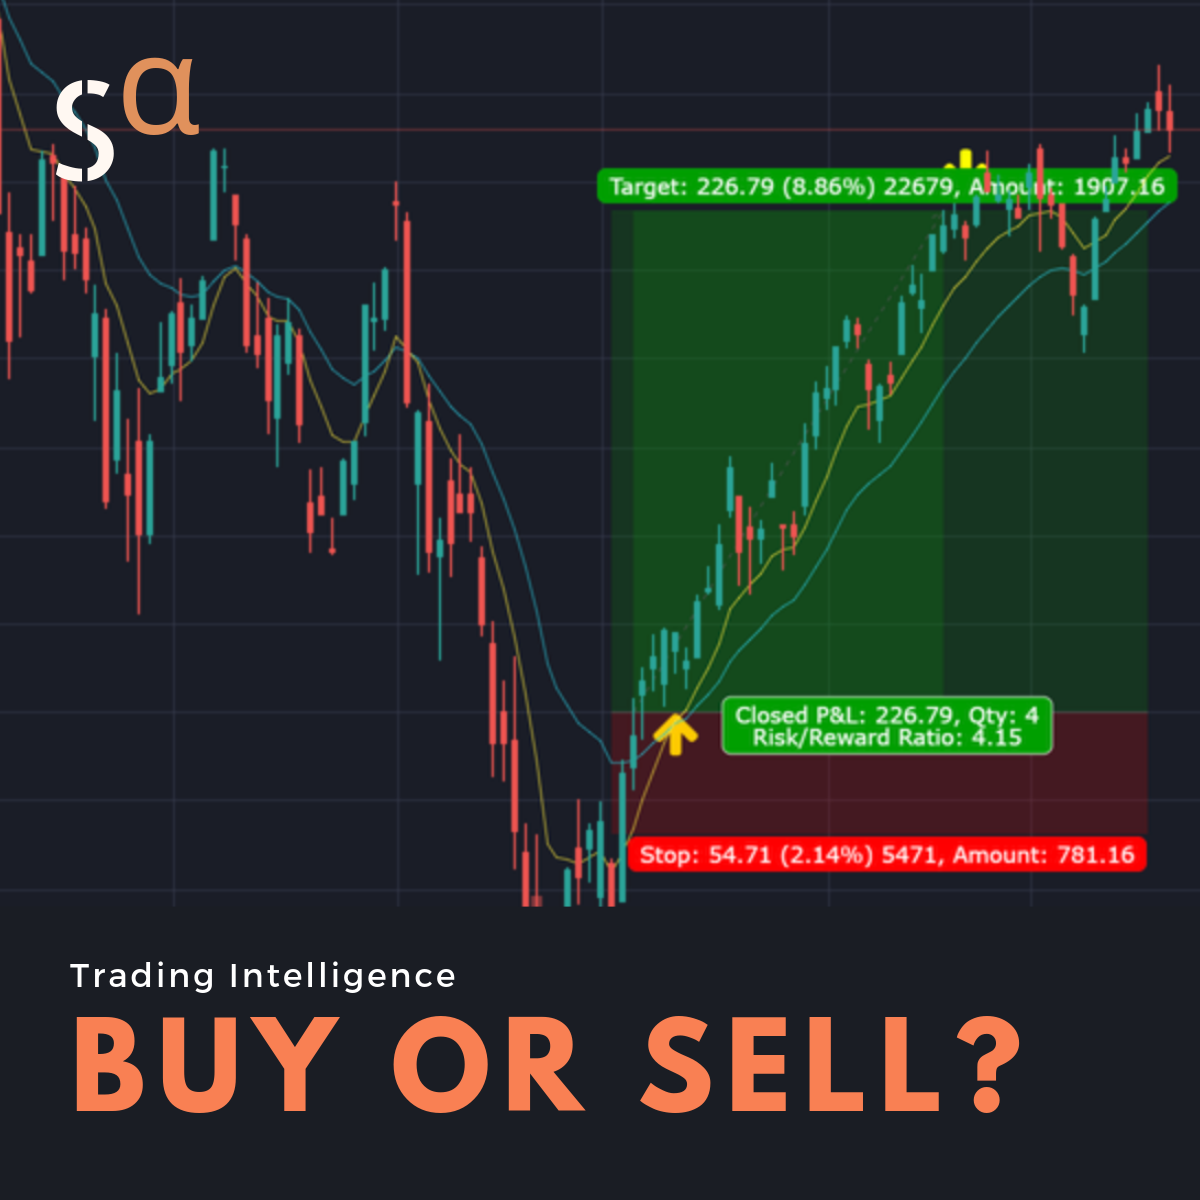 $α
Target: 226.79 (8.86%) 22679, Amount: 1907.16
Closed P&L: 226.79, Qty: 4
Risk/Reward Ratio: 4.15
Stop: 54.71 (2.14%) 5471, Amount: 781.16
Trading Intelligence
BUY OR SELL?